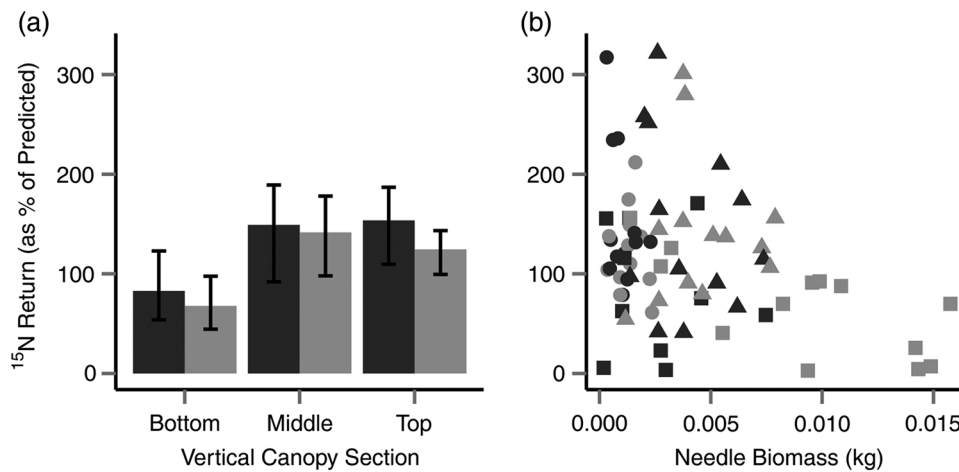 (a)
(b)
¹⁵N Return (as % of Predicted)
300
200
100
0
Bottom Middle Top
Vertical Canopy Section
300
200
100
0
0.000 0.005 0.010 0.015
Needle Biomass (kg)